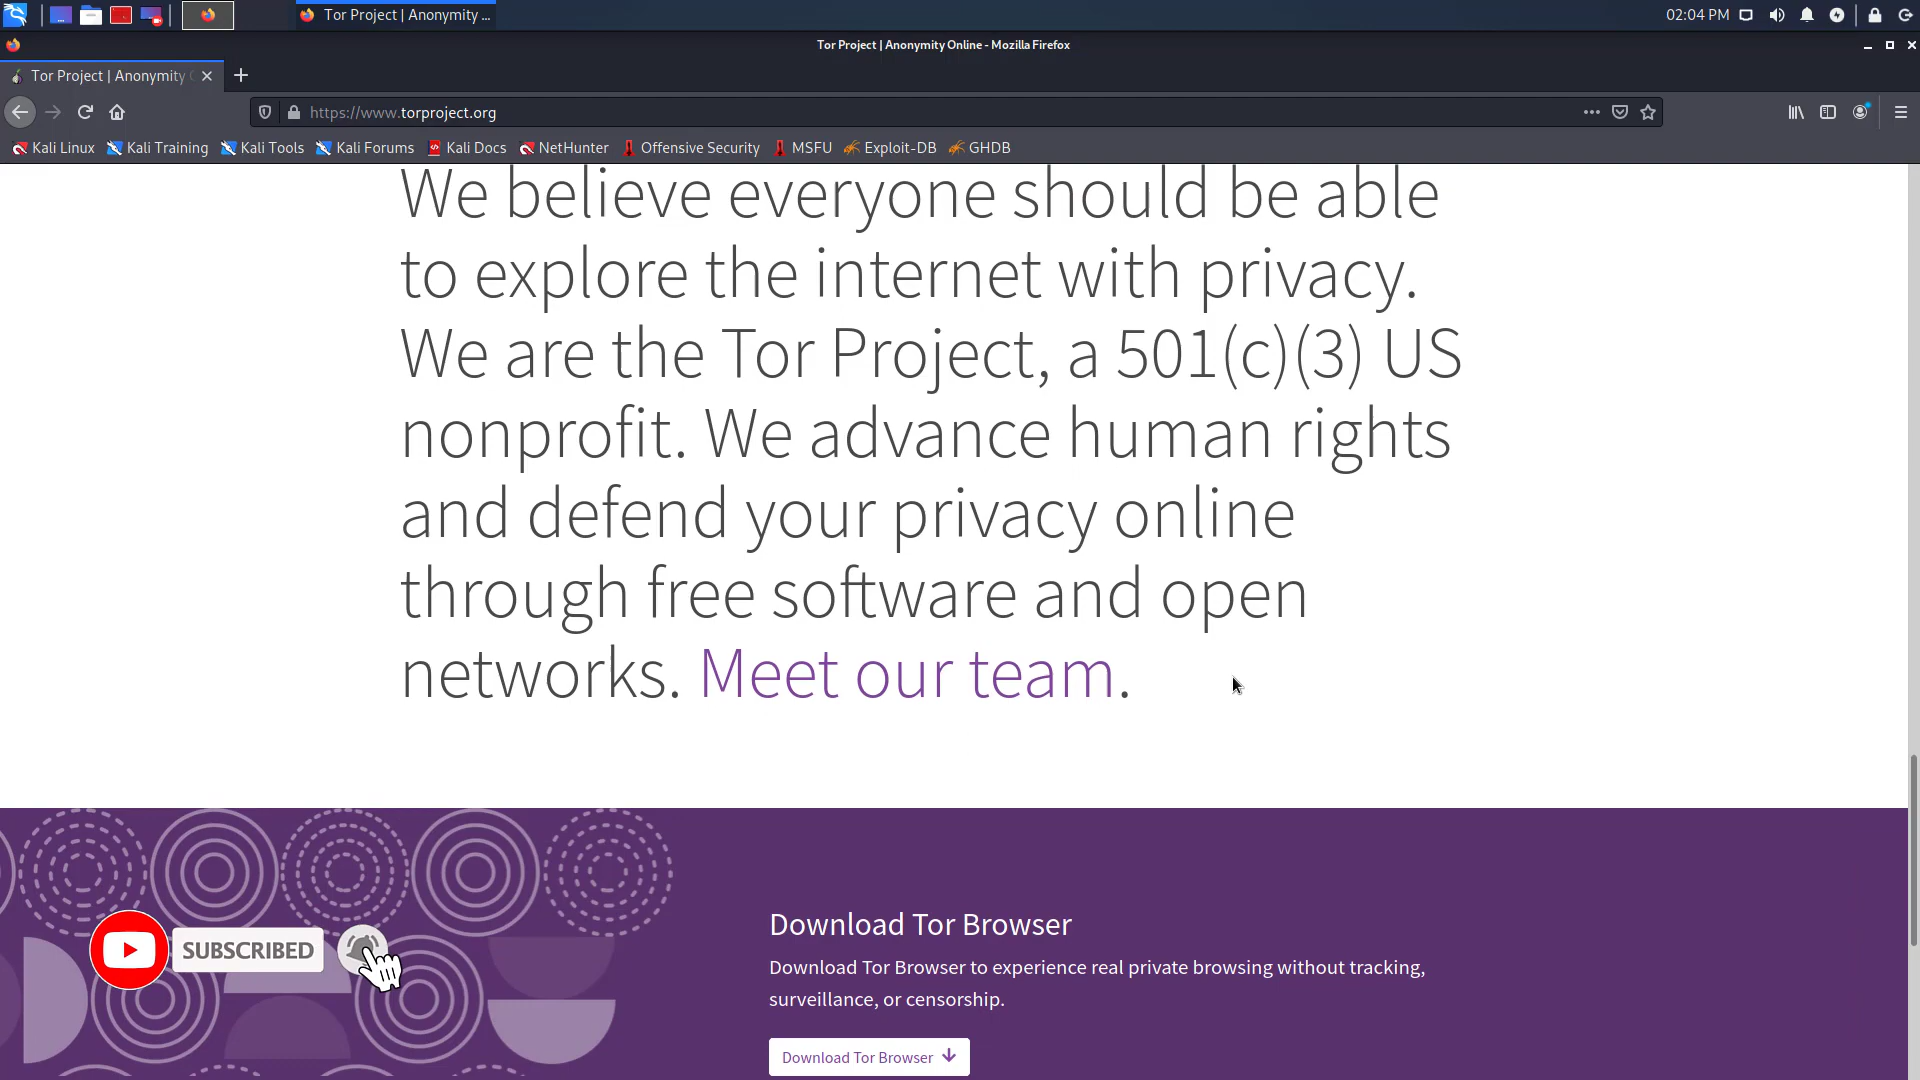 Tor Project | Anonymity ...
02:04 PM
Tor Project | Anonymity Online - Mozilla Firefox
Tor Project | Anonymity
https://www.torproject.org
Kali Linux Kali Training Kali Tools Kali Forums Kali Docs NetHunter Offensive Security MSFU Exploit-DB GHDB
We believe everyone should be able
to explore the internet with privacy.
We are the Tor Project, a 501(c)(3) US
nonprofit. We advance human rights
and defend your privacy online
through free software and open
networks. Meet our team.
Download Tor Browser
SUBSCRIBED
Download Tor Browser to experience real private browsing without tracking,
surveillance, or censorship.
Download Tor Browser